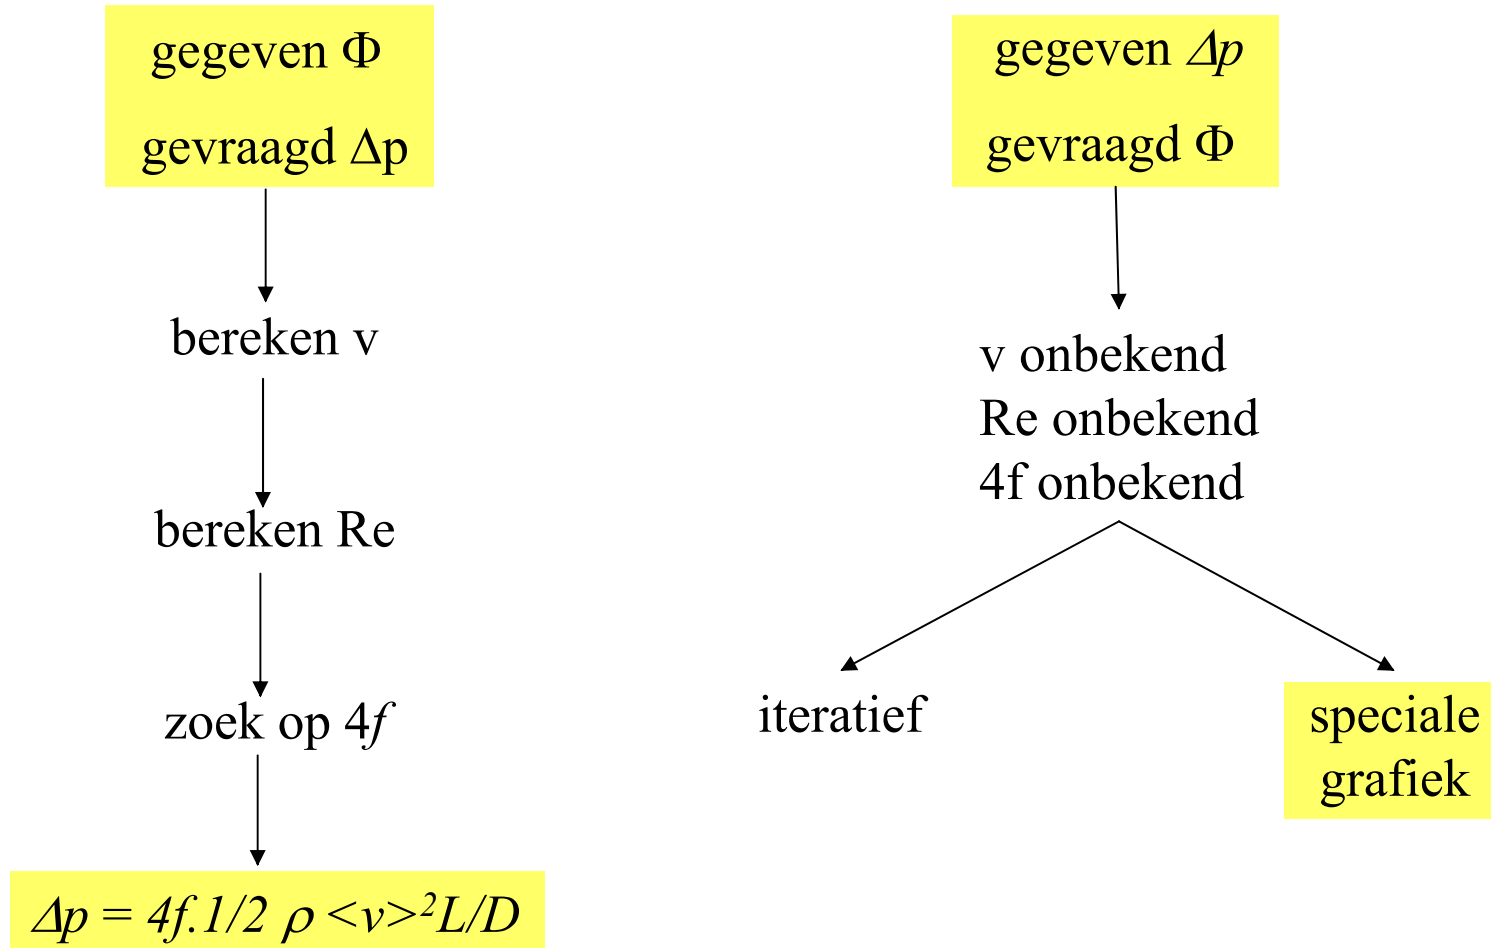 gegeven Φ
gevraagd Δp
bereken v
bereken Re
zoek op 4f
Δp = 4f.1/2 ρ <v>²L/D
gegeven Δp
gevraagd Φ
v onbekend
Re onbekend
4f onbekend
iteratief
speciale
grafiek